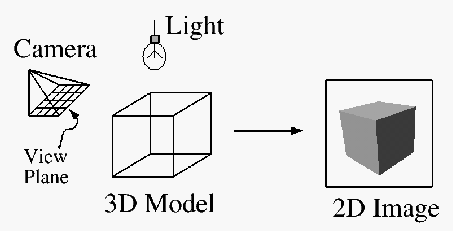 Light
Camera
View
Plane
3D Model
2D Image